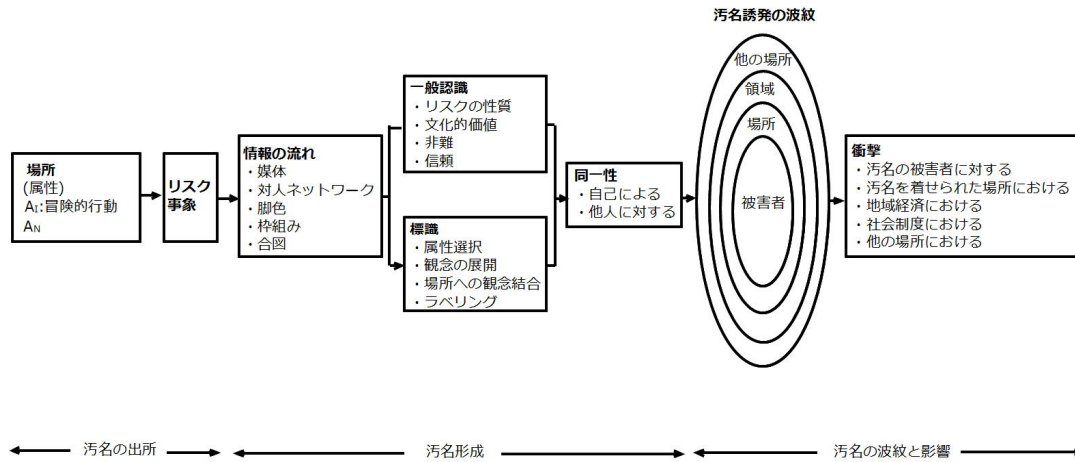 場所
(属性)
AI:冒険的行動
AN
リスク
事象
情報の流れ
・媒体
・対人ネットワーク
・脚色
・枠組み
・合図
一般認識
・リスクの性質
・文化的価値
・非難
・信頼
標識
・属性選択
・観念の展開
・場所への観念結合
・ラベリング
同一性
・自己による
・他人に対する
汚名誘発の波紋
他の場所
領域
場所
被害者
衝撃
・汚名の被害者に対する
・汚名を着せられた場所における
・地域経済における
・社会制度における
・他の場所における
汚名の出所
汚名形成
汚名の波紋と影響